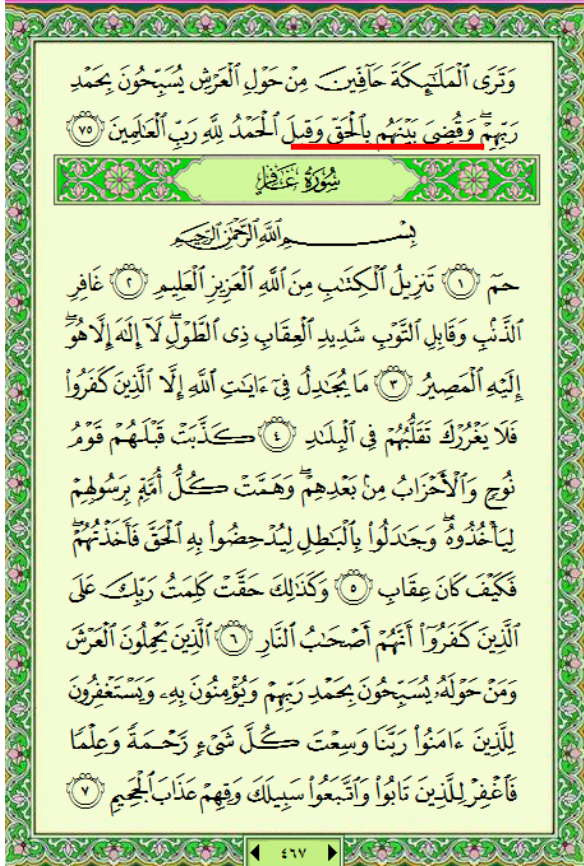 وَتَرَى ٱلْمَلَـٰٓئِكَةَ حَآفِّينَ مِنْ حَوْلِ ٱلْعَرْشِ يُسَبِّحُونَ بِحَمْدِ
رَبِّهِمْ ۖ وَقُضِىَ بَيْنَهُم بِٱلْحَقِّ وَقِيلَ ٱلْحَمْدُ لِلَّهِ رَبِّ ٱلْعَـٰلَمِينَ ٧٥
سُورَةُ غَافِرٍ
بِسْمِ ٱللَّهِ ٱلرَّحْمَـٰنِ ٱلرَّحِيمِ
حمٓ ١ تَنزِيلُ ٱلْكِتَـٰبِ مِنَ ٱللَّهِ ٱلْعَزِيزِ ٱلْعَلِيمِ ٢ غَافِرِ
ٱلذَّنۢبِ وَقَابِلِ ٱلتَّوْبِ شَدِيدِ ٱلْعِقَابِ ذِى ٱلطَّوْلِ ۖ لَآ إِلَـٰهَ إِلَّا هُوَ ۖ
إِلَيْهِ ٱلْمَصِيرُ ٣ مَا يُجَـٰدِلُ فِىٓ ءَايَـٰتِ ٱللَّهِ إِلَّا ٱلَّذِينَ كَفَرُوا۟
فَلَا يَغْرُرْكَ تَقَلُّبُهُمْ فِى ٱلْبِلَـٰدِ ٤ كَذَّبَتْ قَبْلَهُمْ قَوْمُ
نُوحٍ وَٱلْأَحْزَابُ مِنۢ بَعْدِهِمْ ۖ وَهَمَّتْ كُلُّ أُمَّةٍۭ بِرَسُولِهِمْ
لِيَأْخُذُوهُ ۖ وَجَـٰدَلُوا۟ بِٱلْبَـٰطِلِ لِيُدْحِضُوا۟ بِهِ ٱلْحَقَّ فَأَخَذْتُهُمْ ۖ
فَكَيْفَ كَانَ عِقَابِ ٥ وَكَذَٰلِكَ حَقَّتْ كَلِمَتُ رَبِّكَ عَلَى
ٱلَّذِينَ كَفَرُوٓا۟ أَنَّهُمْ أَصْحَـٰبُ ٱلنَّارِ ٦ ٱلَّذِينَ يَحْمِلُونَ ٱلْعَرْشَ
وَمَنْ حَوْلَهُۥ يُسَبِّحُونَ بِحَمْدِ رَبِّهِمْ وَيُؤْمِنُونَ بِهِۦ وَيَسْتَغْفِرُونَ
لِلَّذِينَ ءَامَنُوا۟ رَبَّنَا وَسِعْتَ كُلَّ شَىْءٍ رَّحْمَةً وَعِلْمًا
فَٱغْفِرْ لِلَّذِينَ تَابُوا۟ وَٱتَّبَعُوا۟ سَبِيلَكَ وَقِهِمْ عَذَابَ ٱلْجَحِيمِ ٧
٤٦٧